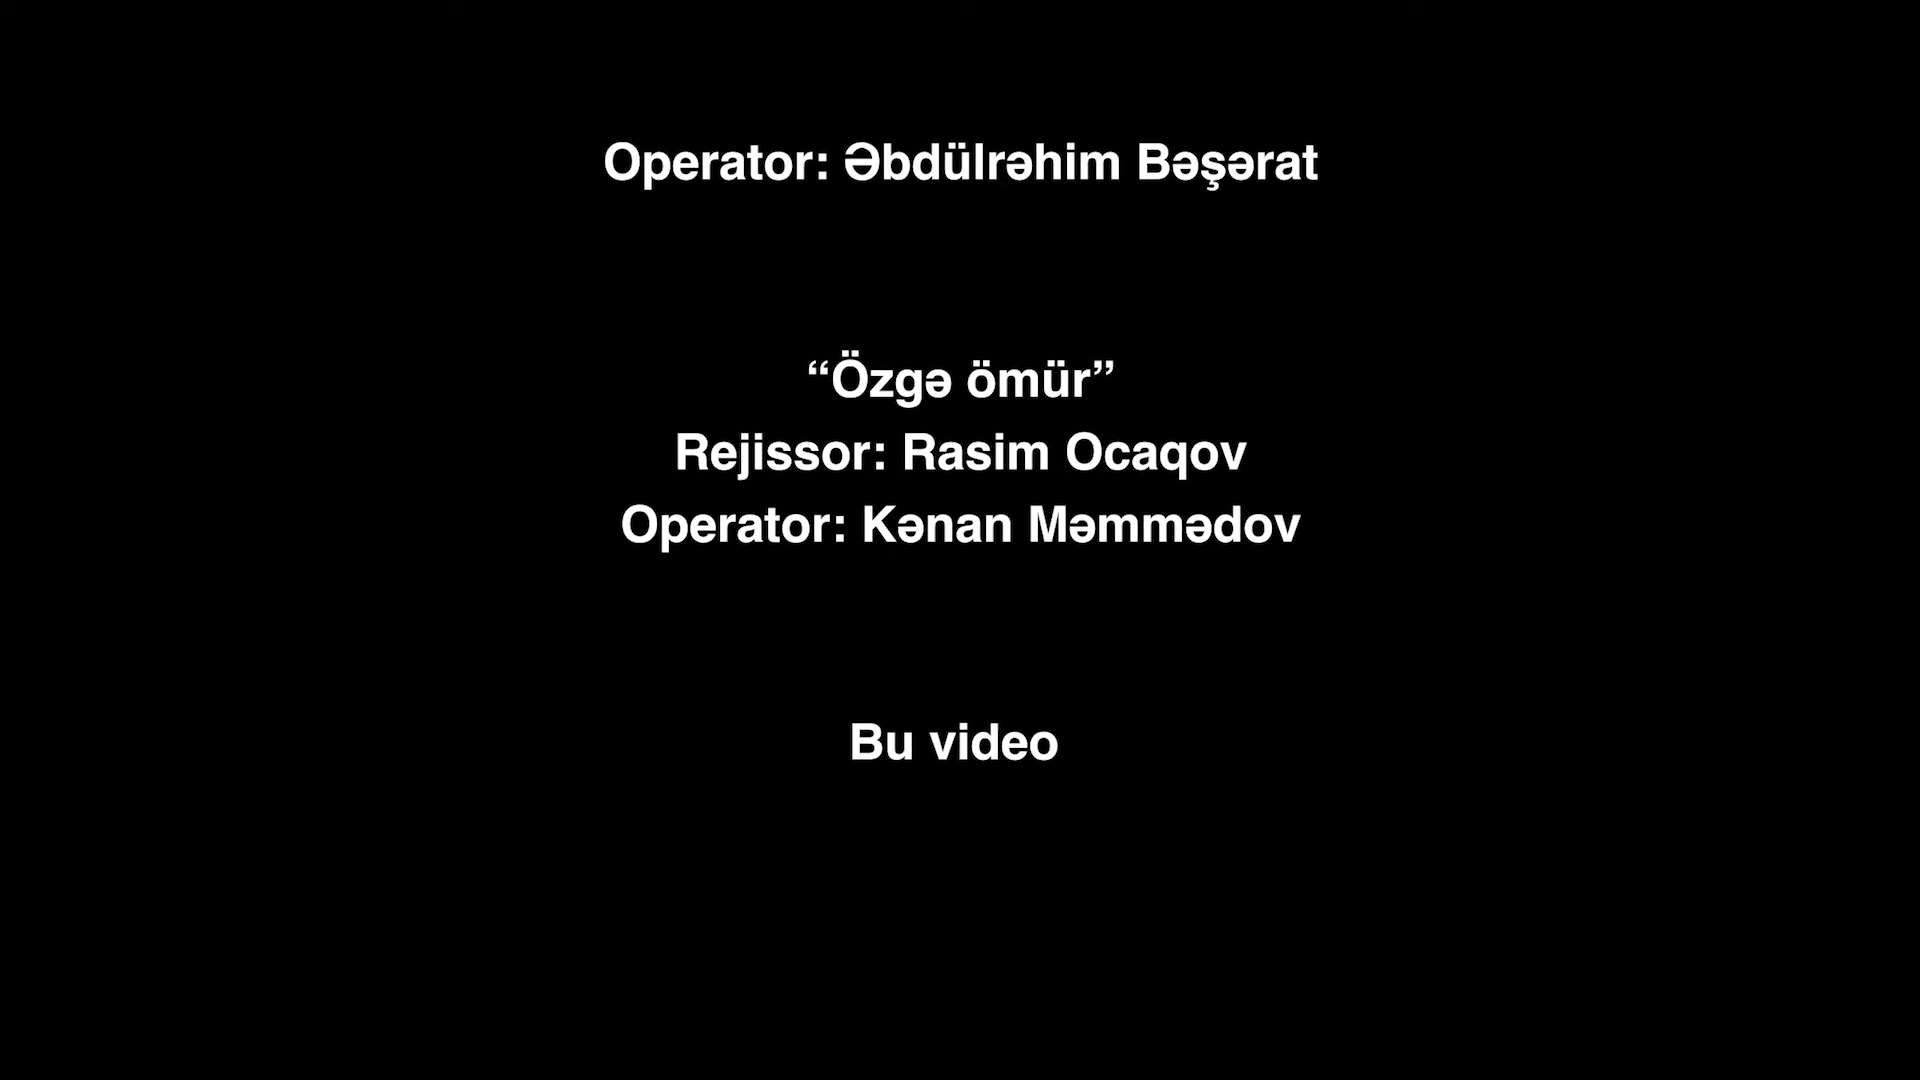 Operator: Əbdülrəhim Bəşərat
“Özgə ömür”
Rejissor: Rasim Ocaqov
Operator: Kənan Məmmədov
Bu video